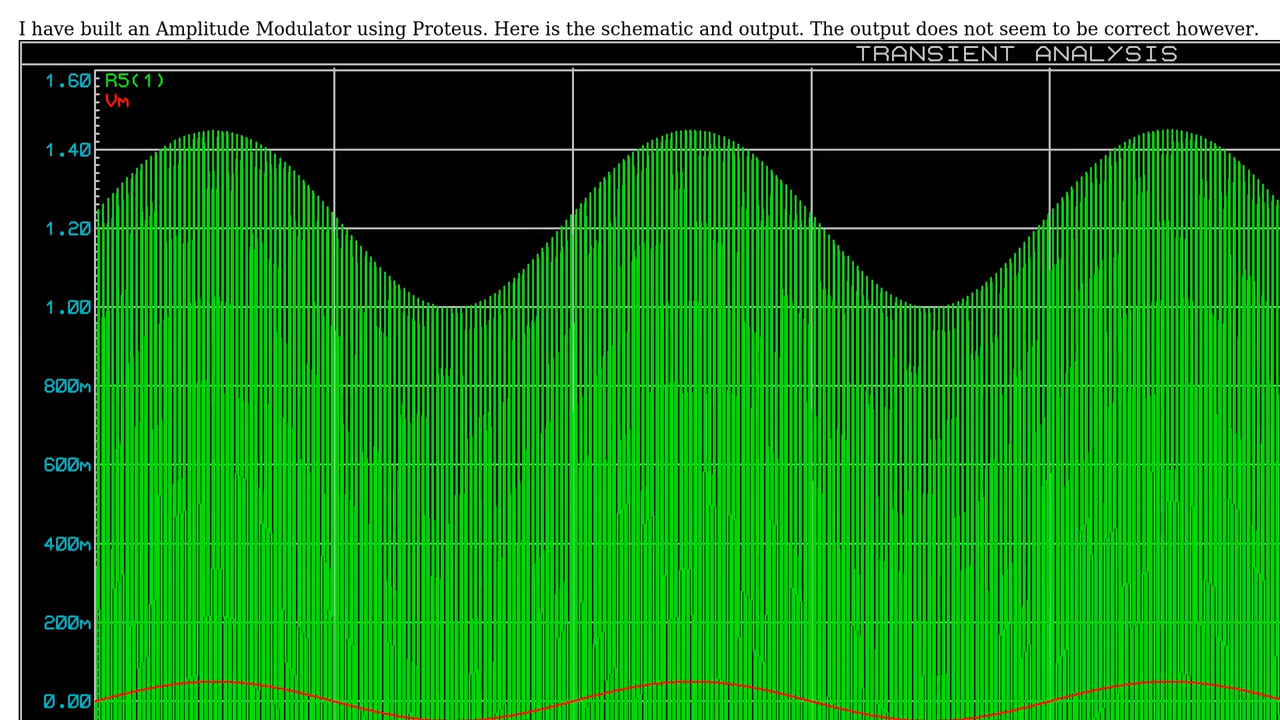 I have built an Amplitude Modulator using Proteus. Here is the schematic and output. The output does not seem to be correct however.
TRANSIENT ANALYSIS
1.60
R5(1)
Vm
1.40
1.20
1.00
800m
600m
400m
200m
0.00